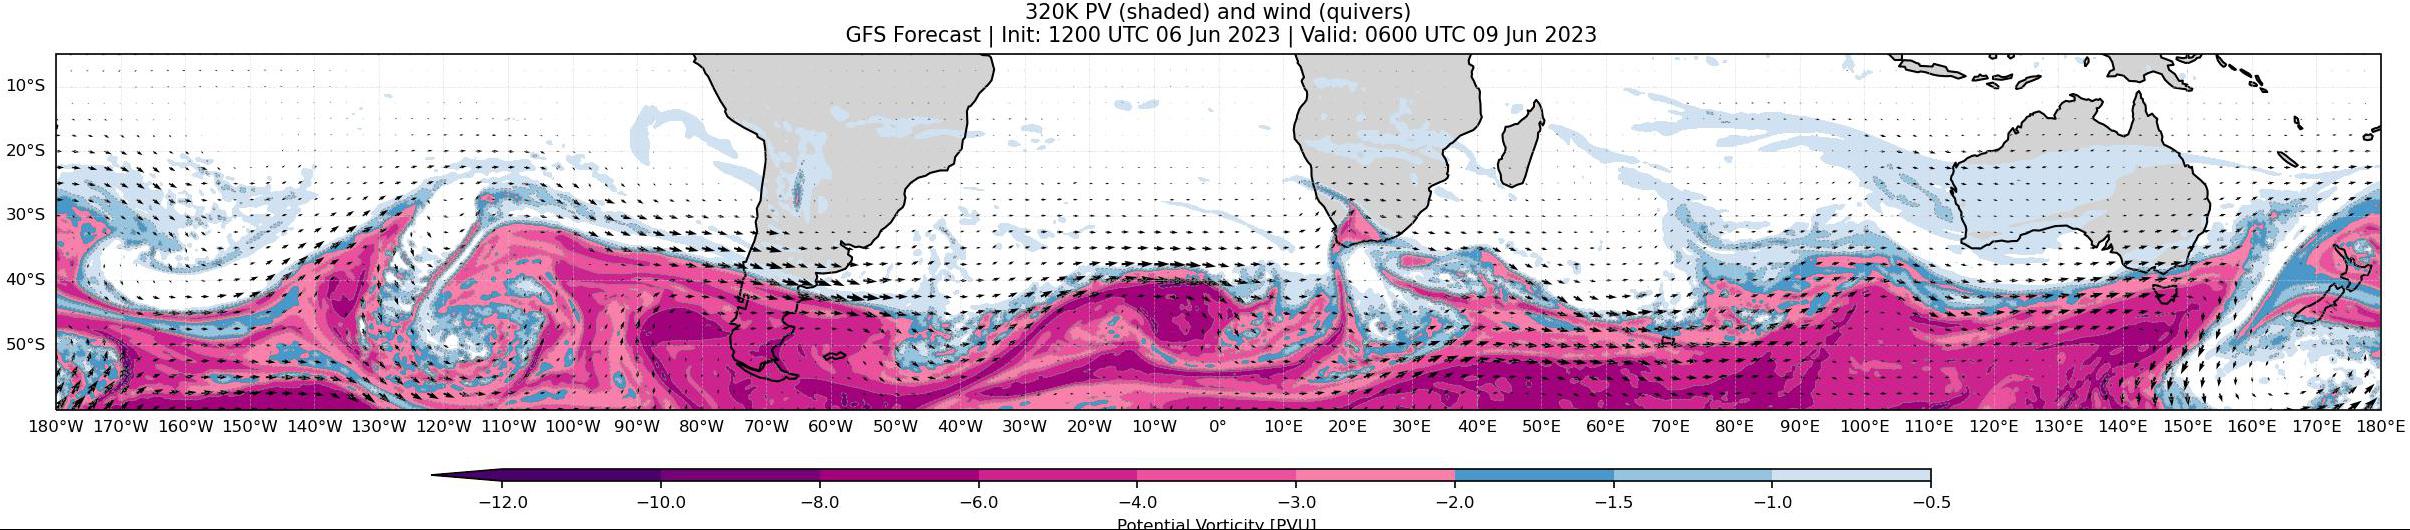 320K PV (shaded) and wind (quivers)
GFS Forecast | Init: 1200 UTC 06 Jun 2023 | Valid: 0600 UTC 09 Jun 2023
10°S
20°S
30°S
40°S
50°S
180°W 170°W 160°W 150°W 140°W 130°W 120°W 110°W 100°W 90°W 80°W 70°W 60°W 50°W 40°W 30°W 20°W 10°W 0° 10°E 20°E 30°E 40°E 50°E 60°E 70°E 80°E 90°E 100°E 110°E 120°E 130°E 140°E 150°E 160°E 170°E 180°E
−12.0 −10.0 −8.0 −6.0 −4.0 −3.0 −2.0 −1.5 −1.0 −0.5
Potential Vorticity [PVU]